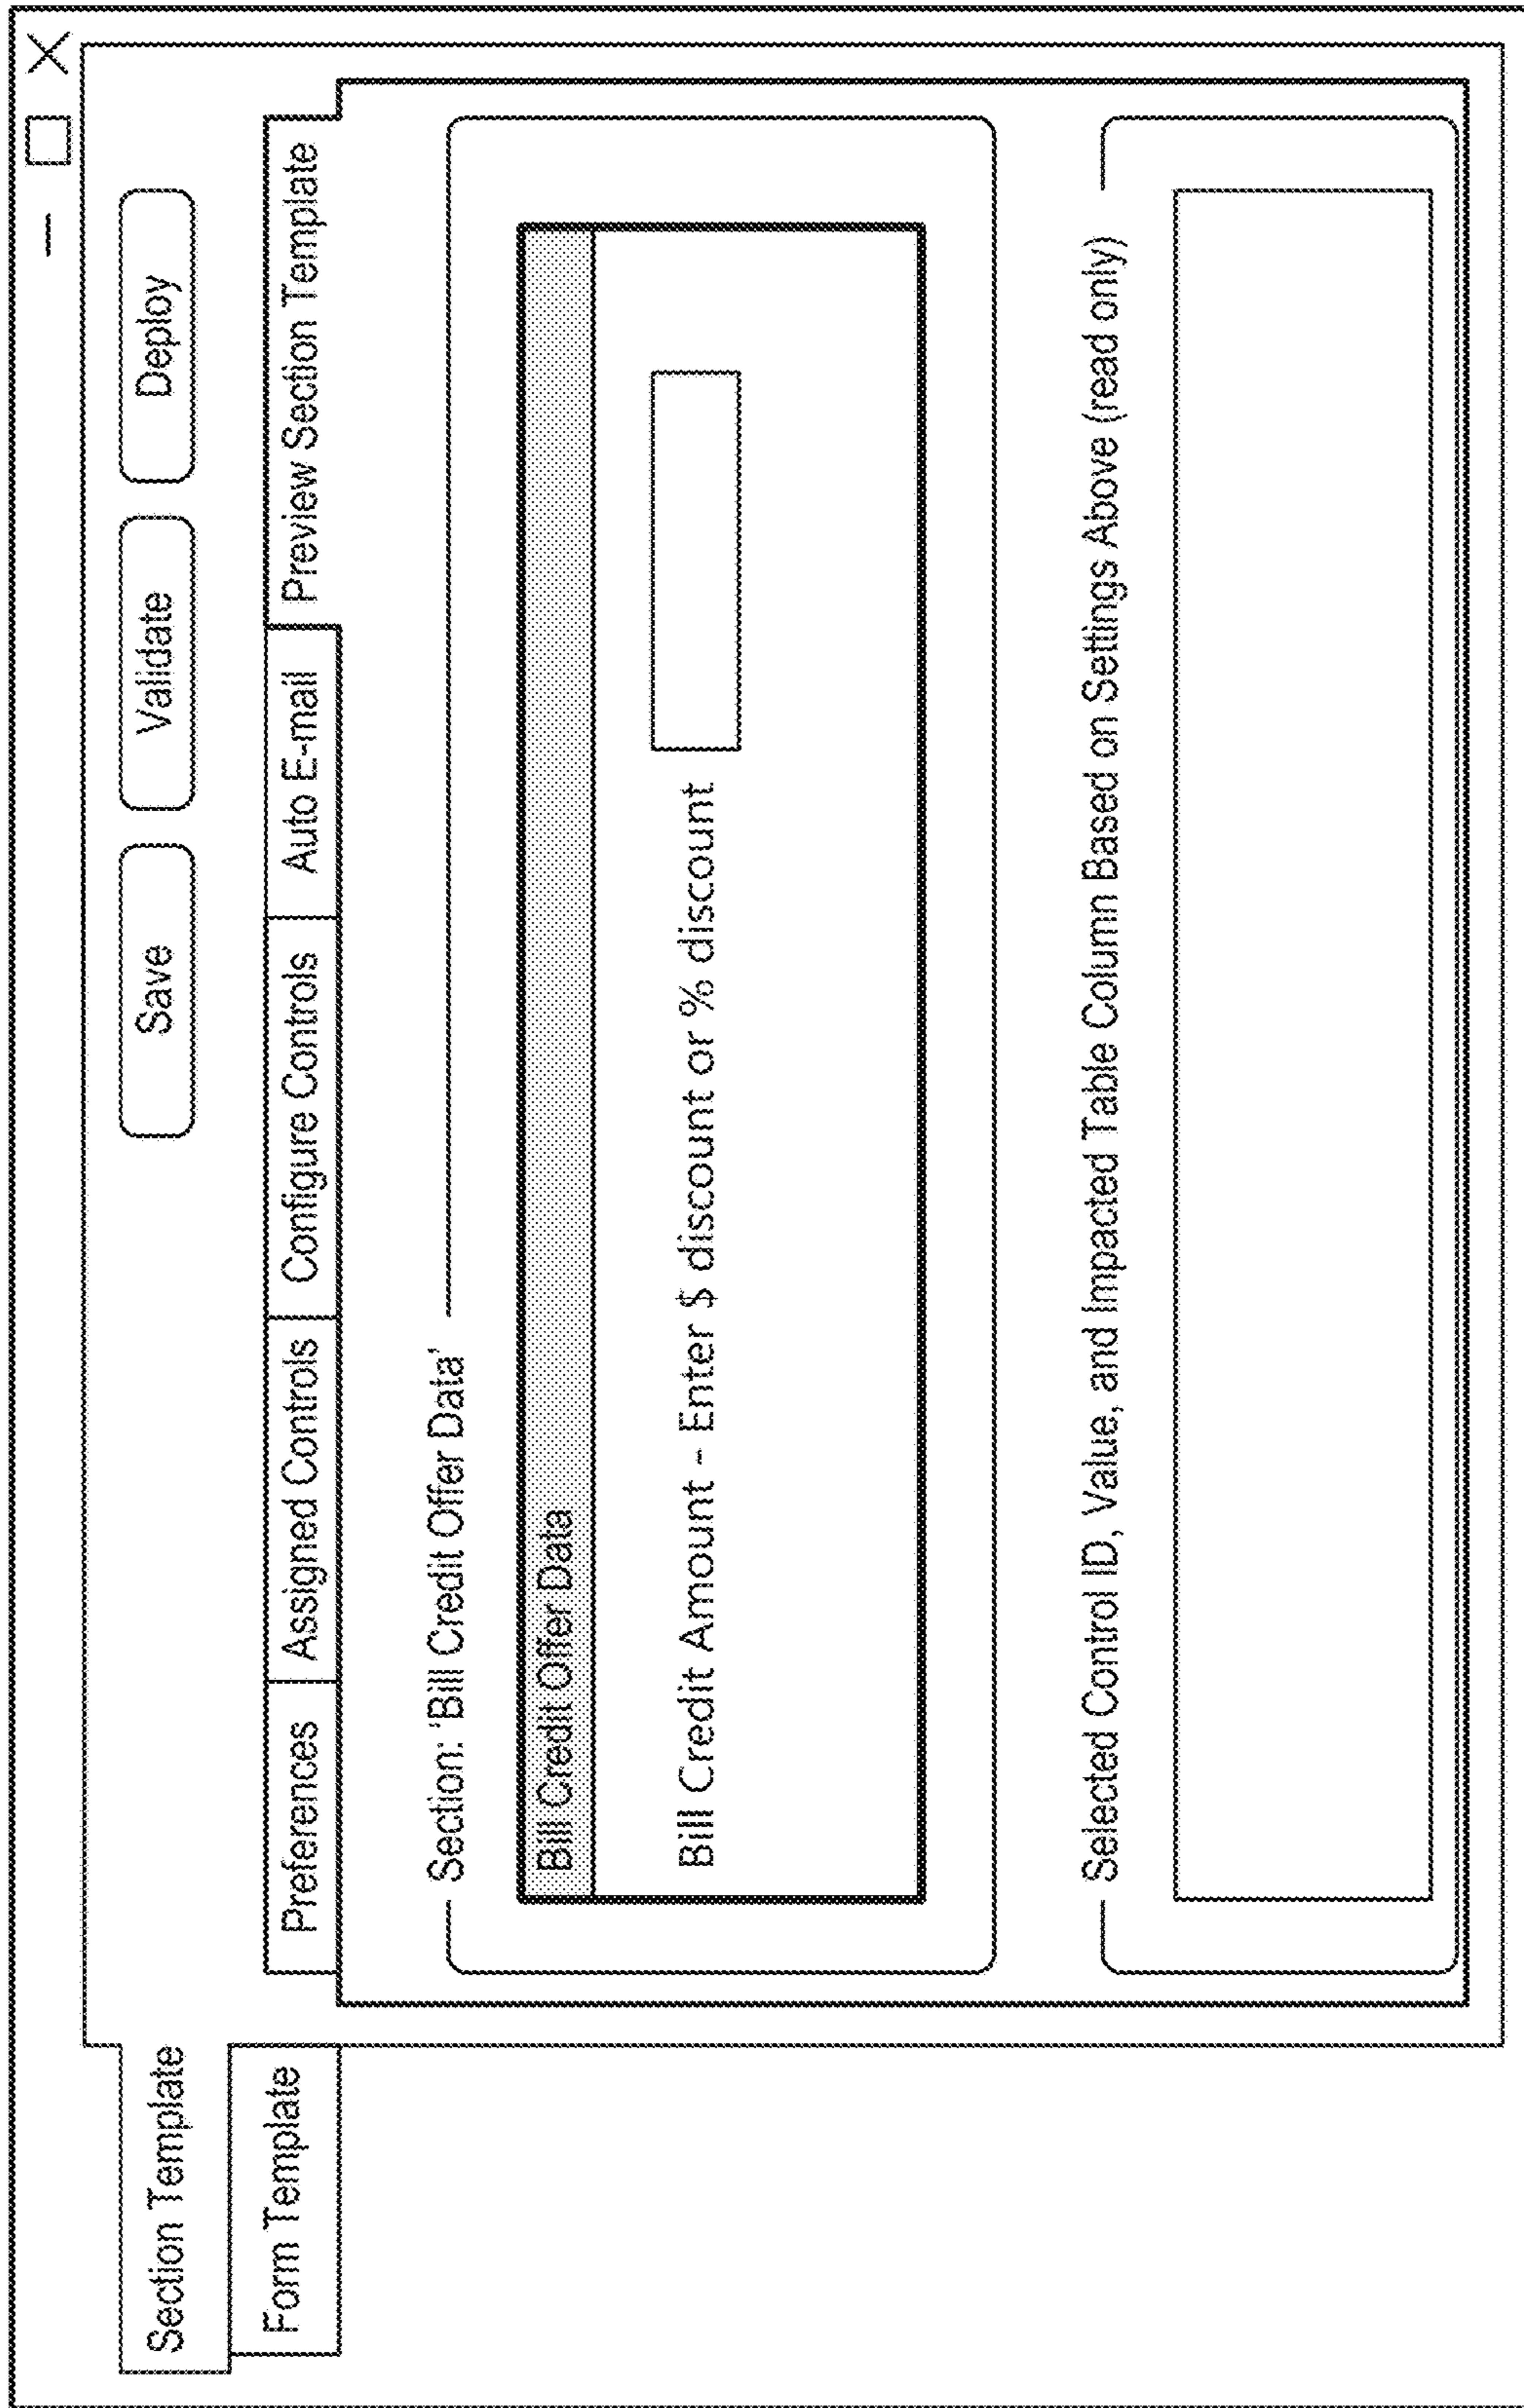 Save Validate Deploy
Section Template
Form Template
Preferences Assigned Controls Configure Controls Auto E-mail Preview Section Template
Section: 'Bill Credit Offer Data'
Bill Credit Offer Data
Bill Credit Amount - Enter $ discount or % discount
Selected Control ID, Value, and Impacted Table Column Based on Settings Above (read only)